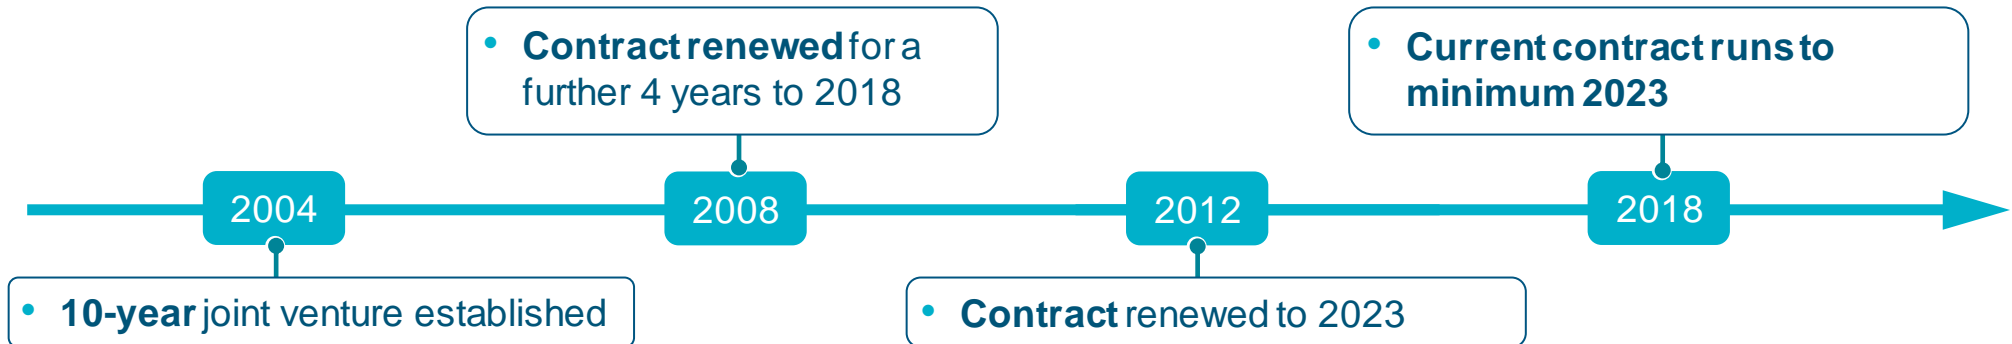 • Contract renewed for a
further 4 years to 2018
• Current contract runs to
minimum 2023
2004
2008
2012
2018
• 10-year joint venture established
• Contract renewed to 2023